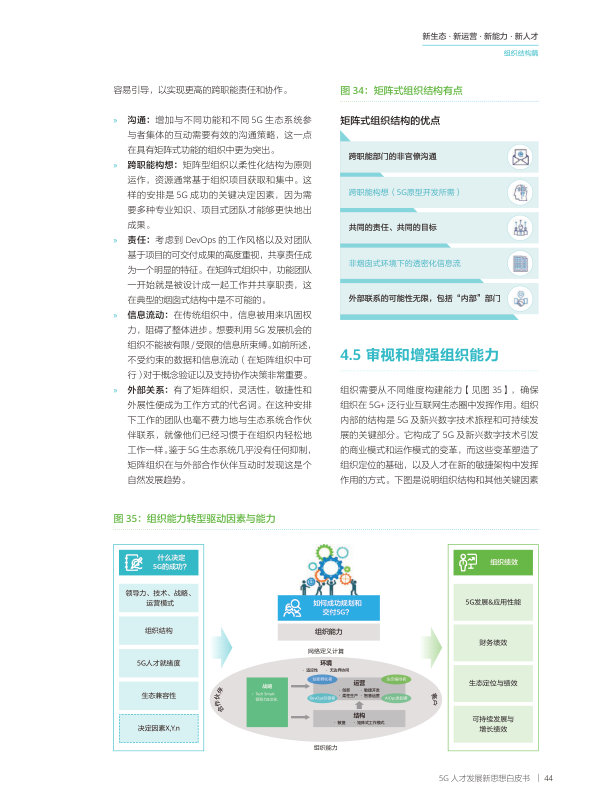 新生态 · 新运营 · 新能力 · 新人才
组织结构篇
容易引导，以实现更高的跨职能责任和协作。
» 沟通：增加与不同功能和不同 5G 生态系统参
与者集体的互动需要有效的沟通策略，这一点
在具有矩阵式功能的组织中更为突出。
» 跨职能构想：矩阵型组织以柔性化结构为原则
运作，资源通常基于组织项目获取和集中。这
样的安排是 5G 成功的关键决定因素，因为需
要多种专业知识、项目式团队才能够更快地出
成果。
» 责任：考虑到 DevOps 的工作风格以及对团队
基于项目的可交付成果的高度重视，共享责任成
为一个明显的特征。在矩阵式组织中，功能团队
一开始就是被设计成一起工作并共享职责，这
在典型的烟囱式结构中是不可能的。
» 信息流动：在传统组织中，信息被用来巩固权
力，阻碍了整体进步。想要利用 5G 发展机会的
组织不能被有限 / 受限的信息所束缚。如前所述，
不受约束的数据和信息流动（在矩阵组织中可
行）对于概念验证以及支持协作决策非常重要。
» 外部关系：有了矩阵组织，灵活性，敏捷性和
外展性便成为工作方式的代名词。在这种安排
下工作的团队也毫不费力地与生态系统合作伙
伴联系，就像他们已经习惯于在组织内轻松地
工作一样。鉴于 5G 生态系统几乎没有任何抑制，
矩阵组织在与外部合作伙伴互动时发现这是个
自然发展趋势。
图 34：矩阵式组织结构有点
矩阵式组织结构的优点
跨职能部门的非官僚沟通
跨职能构想（5G原型开发所需）
共同的责任、共同的目标
非烟囱式环境下的透密化信息流
外部联系的可能性无限，包括“内部”部门
4.5 审视和增强组织能力
组织需要从不同维度构建能力【见图 35】，确保
组织在 5G+ 泛行业互联网生态圈中发挥作用。组织
内部的结构是 5G 及新兴数字技术旅程和可持续发
展的关键部分。它构成了 5G 及新兴数字技术引发
的商业模式和运作模式的变革，而这些变革塑造了
组织定位的基础，以及人才在新的敏捷架构中发挥
作用的方式。下图是说明组织结构和其他关键因素
图 35：组织能力转型驱动因素与能力
什么决定
5G的成功?
领导力、技术、战略、
运营模式
组织结构
5G人才就绪度
生态兼容性
决定因素X,Y.n
如何成功规划和
交付5G?
组织能力
网络定义计算
环境
· 适应性 · 无边界协同
战略
运营
· 创新 · 敏捷开发
· 柔性生产 · 智慧运营
结构
· 敏捷 · 矩阵式工作模式
合作伙伴
客户
组织能力
组织绩效
5G发展&应用性能
财务绩效
生态定位与绩效
可持续发展与
增长绩效
5G 人才发展新思想白皮书 | 44